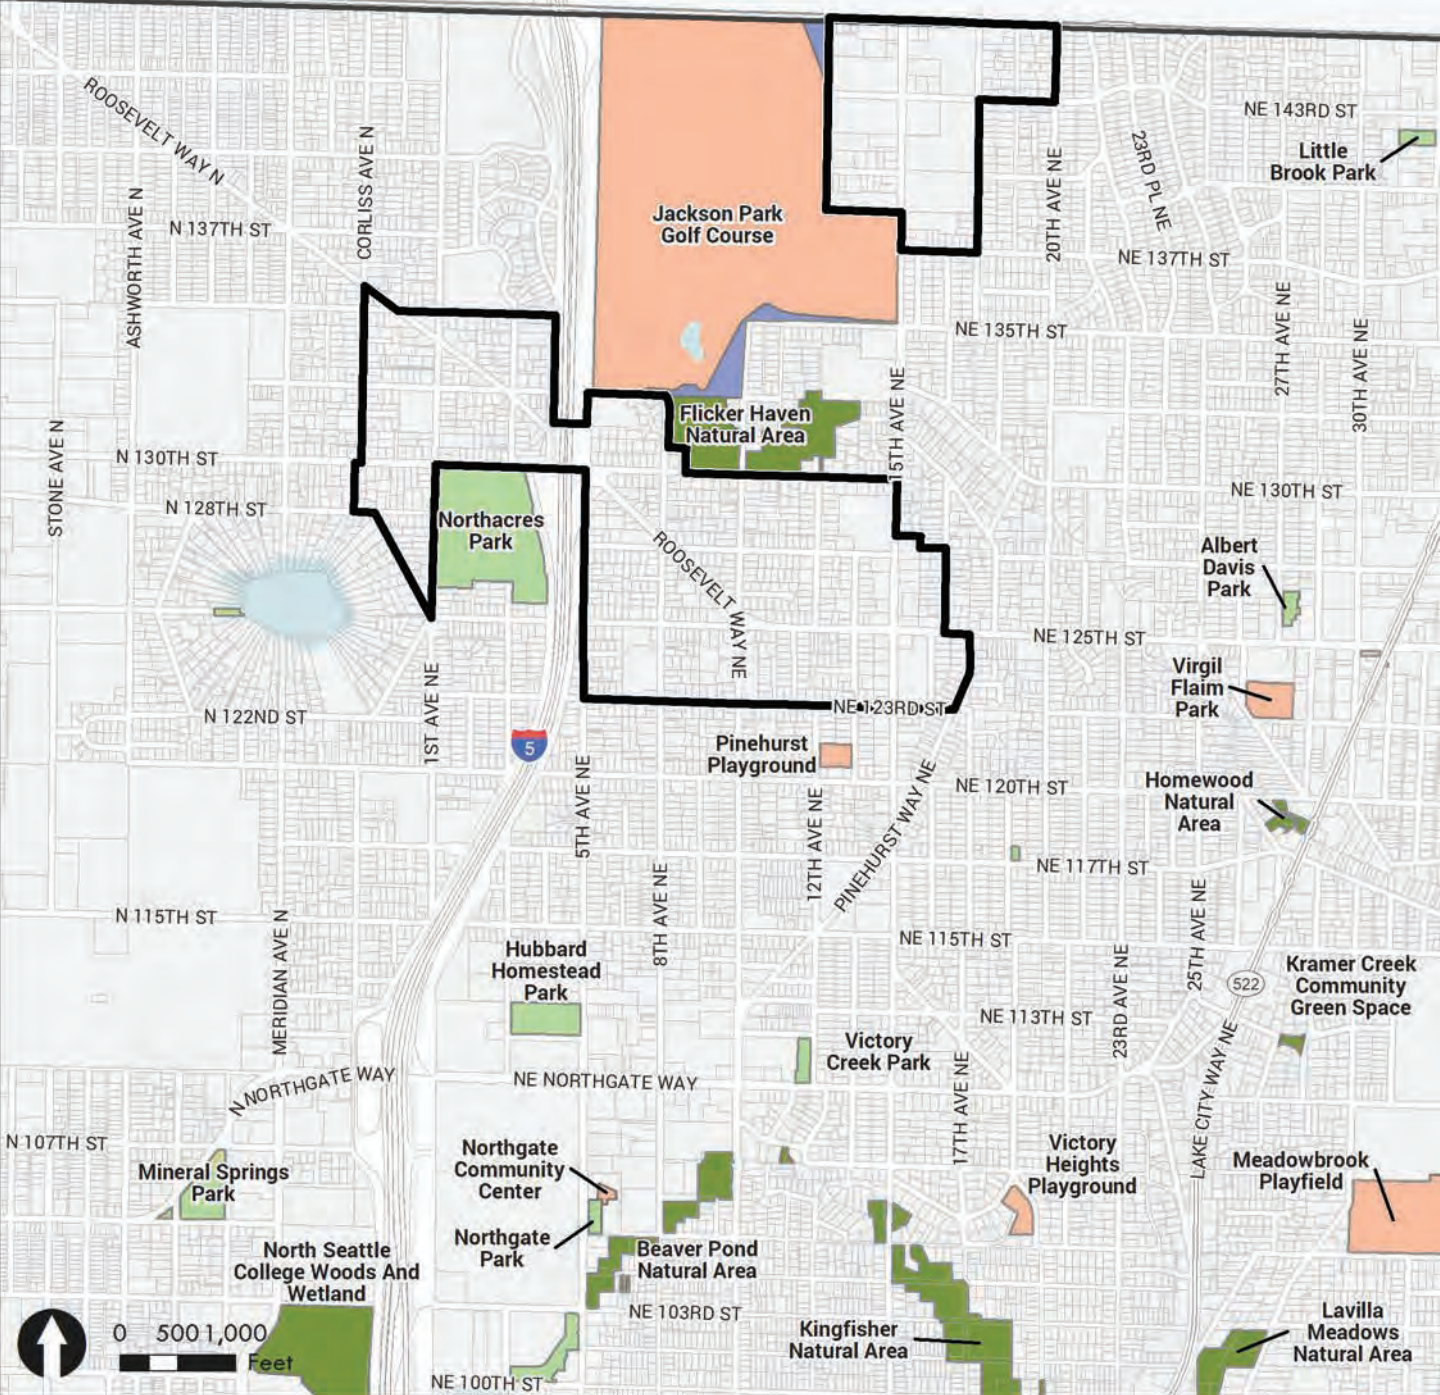 ROOSEVELT WAY N
NE 143RD ST
Little
Brook Park
CORLISS AVE N
23RD PL NE
20TH AVE NE
ASHWORTH AVE N
N 137TH ST
Jackson Park
Golf Course
NE 137TH ST
NE 135TH ST
27TH AVE NE
30TH AVE NE
15TH AVE NE
Flicker Haven
Natural Area
STONE AVE N
N 130TH ST
NE 130TH ST
N 128TH ST
Northacres
Park
ROOSEVELT WAY NE
Albert
Davis
Park
NE 125TH ST
Virgil
Flaim
Park
1ST AVE NE
N 122ND ST
NE 123RD ST
5
Pinehurst
Playground
5TH AVE NE
12TH AVE NE
PINEHURST WAY NE
NE 120TH ST
Homewood
Natural
Area
NE 117TH ST
8TH AVE NE
25TH AVE NE
N 115TH ST
MERIDIAN AVE N
NE 115TH ST
Hubbard
Homestead
Park
23RD AVE NE
522
Kramer Creek
Community
Green Space
NE 113TH ST
Victory
Creek Park
LAKE CITY WAY NE
N NORTHGATE WAY
NE NORTHGATE WAY
17TH AVE NE
N 107TH ST
Mineral Springs
Park
Northgate
Community
Center
Victory
Heights
Playground
Meadowbrook
Playfield
Northgate
Park
Beaver Pond
Natural Area
North Seattle
College Woods And
Wetland
NE 103RD ST
Kingfisher
Natural Area
Lavilla
Meadows
Natural Area
0 500 1,000
Feet
NE 100TH ST